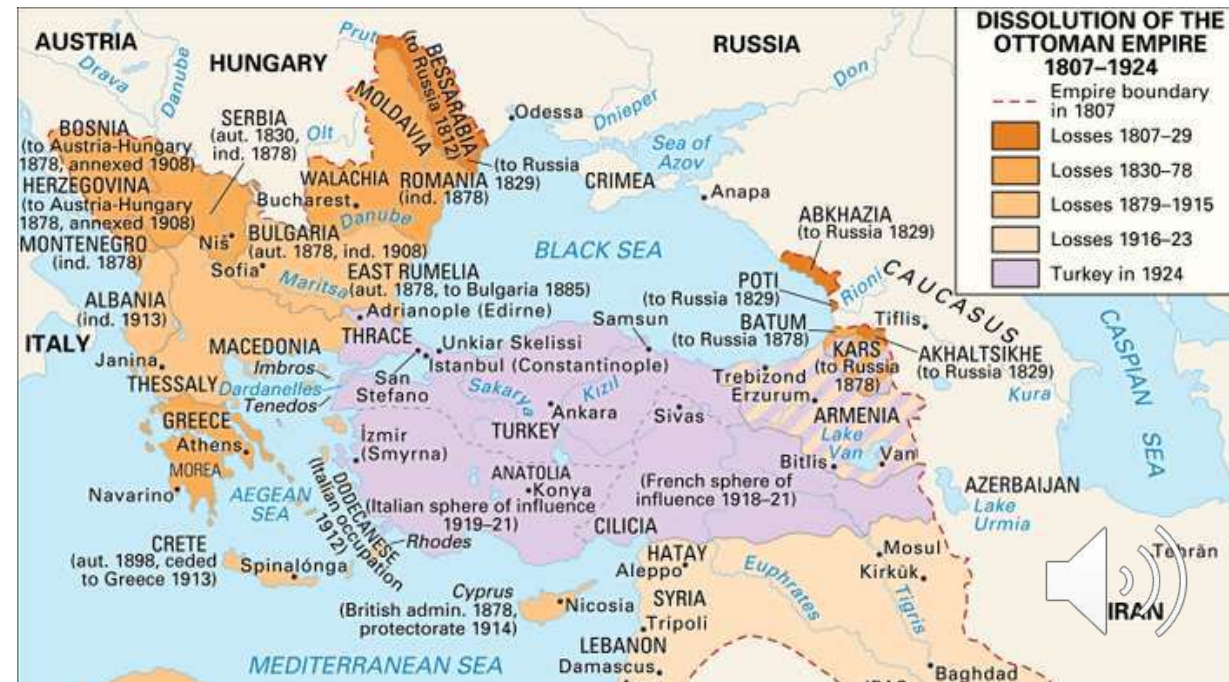 DISSOLUTION OF THE
OTTOMAN EMPIRE
1807–1924
Empire boundary
in 1807
Losses 1807–29
Losses 1830–78
Losses 1879–1915
Losses 1916–23
Turkey in 1924
AUSTRIA
Drava
Danube
HUNGARY
Prut
BESSARABIA
(to Russia 1812)
MOLDAVIA
RUSSIA
Don
Dnieper
Odessa
Sea of
Azov
(to Russia
1829)
CRIMEA
Anapa
BOSNIA
(to Austria-Hungary
1878, annexed 1908)
HERZEGOVINA
(to Austria-Hungary
1878, annexed 1908)
MONTENEGRO
(ind. 1878)
SERBIA
(aut. 1830,
ind. 1878)
Olt
WALACHIA
Bucharest
Danube
ROMANIA
(ind. 1878)
Niš
BULGARIA
(aut. 1878, ind. 1908)
Sofia
Maritsa
EAST RUMELIA
(aut. 1878, to Bulgaria 1885)
BLACK SEA
ABKHAZIA
(to Russia 1829)
POTI
(to Russia 1829)
Rioni
CAUCASUS
BATUM
(to Russia 1878)
Tiflis
KARS
(to Russia
1878)
AKHALTSIKHE
(to Russia 1829)
Kura
CASPIAN
SEA
ALBANIA
(ind. 1913)
ITALY
Janina
MACEDONIA
THESSALY
Adrianople (Edirne)
THRACE
Imbros
Dardanelles
Tenedos
San
Stefano
Unkiar Skelissi
Istanbul (Constantinople)
Samsun
Sakarya
Kızıl
Ankara
Sivas
TURKEY
Trebizond
Erzurum
ARMENIA
Lake
Van
Bitlis
Van
GREECE
Athens
MOREA
Navarino
AEGEAN
SEA
İzmir
(Smyrna)
DODECANESE
(Italian occupation
1912)
Rhodes
ANATOLIA
Konya
(Italian sphere of influence
1919–21)
(French sphere of
influence 1918–21)
CILICIA
AZERBAIJAN
Lake
Urmia
CRETE
(aut. 1898, ceded
to Greece 1913)
Spinalónga
Cyprus
(British admin. 1878,
protectorate 1914)
Nicosia
HATAY
Aleppo
SYRIA
Euphrates
Tigris
Mosul
Kirkūk
Tehrān
IRAN
Tripoli
LEBANON
Damascus
Baghdad
MEDITERRANEAN SEA